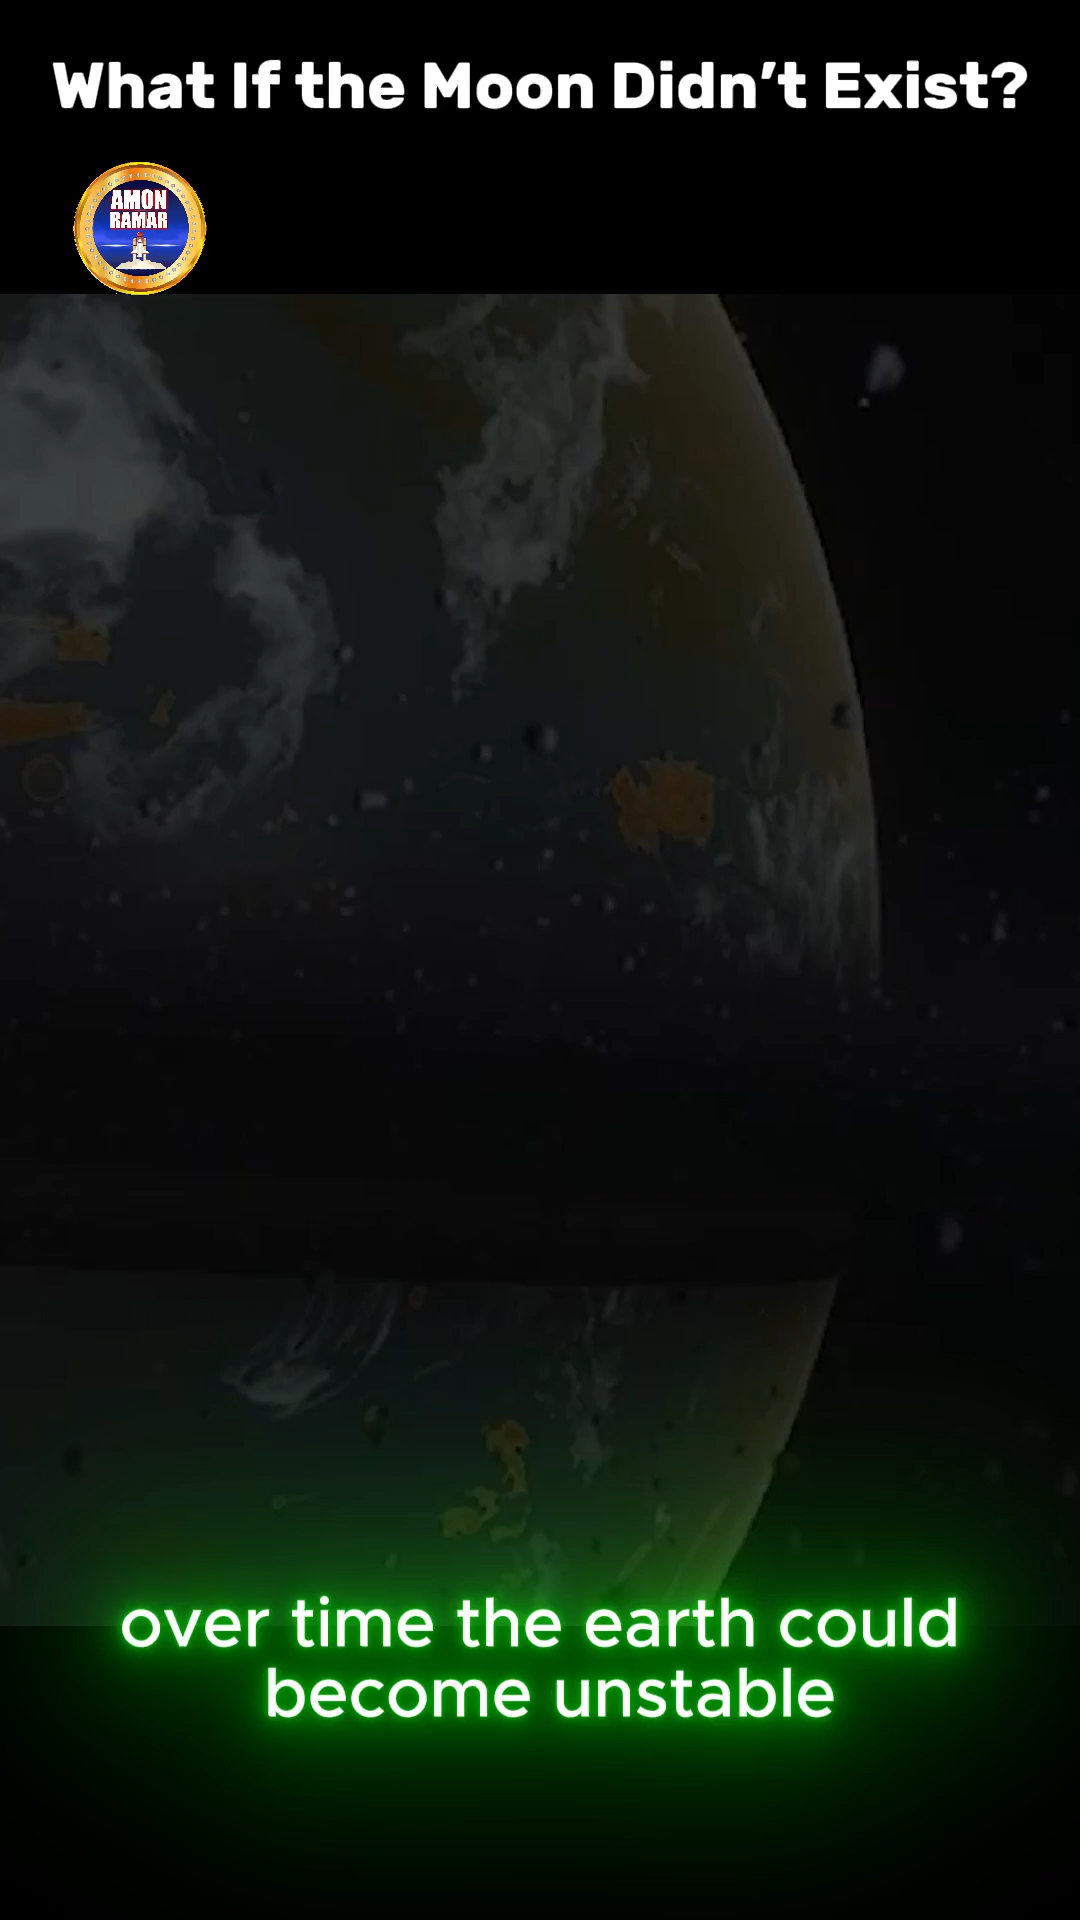 What If the Moon Didn’t Exist?
AMON
RAMAR
over time the earth could
become unstable